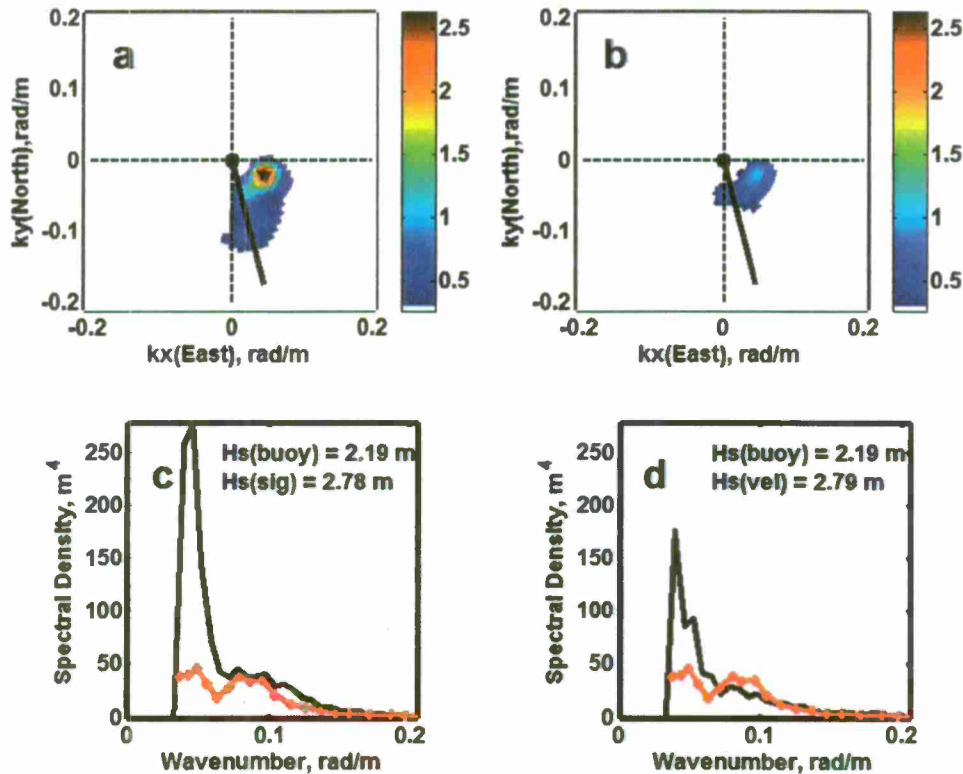 a
0.2
0.1
0
-0.1
-0.2
ky(North),rad/m
-0.2
0
0.2
kx(East), rad/m
2.5
2
1.5
1
0.5
b
0.2
0.1
0
-0.1
-0.2
ky(North),rad/m
-0.2
0
0.2
kx(East), rad/m
2.5
2
1.5
1
0.5
c
Hs(buoy) = 2.19 m
Hs(sig) = 2.78 m
250
200
150
100
50
0
Spectral Density, m⁻⁴
0
0.1
0.2
Wavenumber, rad/m
d
Hs(buoy) = 2.19 m
Hs(vel) = 2.79 m
250
200
150
100
50
0
Spectral Density, m⁻⁴
0
0.1
0.2
Wavenumber, rad/m